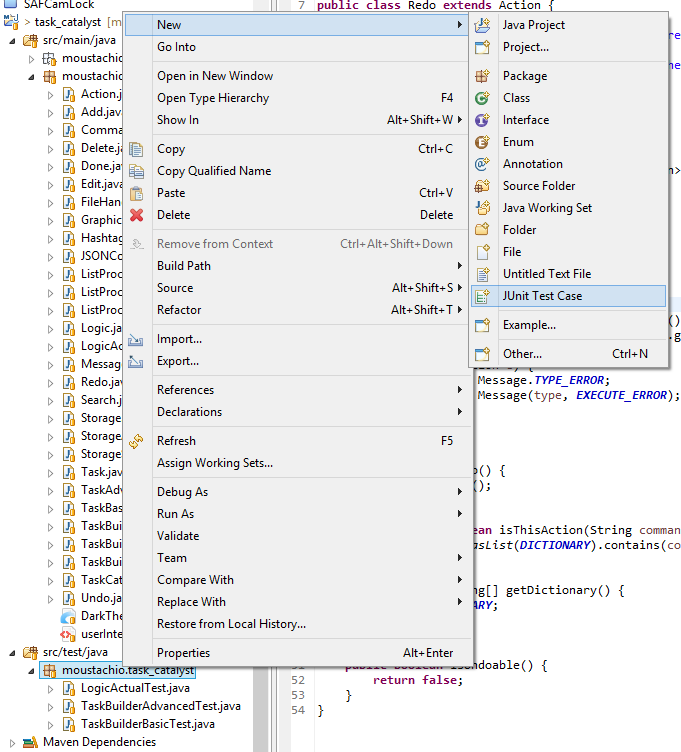 SAFCamLock
> task_catalyst [m
src/main/java
moustachio
moustachio
Action.j
Add.java
Comma
Delete.j
Done.jav
Edit.java
FileHan
Graphic
Hashtag
JSONCo
ListProc
ListProc
ListProc
Logic.jav
LogicAc
Message
Redo.jav
Search.j
Storage
Storage
Storage
Task.jav
TaskAdv
TaskBas
TaskBui
TaskBui
TaskBui
TaskCat
Undo.jav
DarkThe
userInte
src/test/java
moustachio.task_catalyst
LogicActualTest.java
TaskBuilderAdvancedTest.java
TaskBuilderBasicTest.java
Maven Dependencies
New
Go Into
Open in New Window
Open Type Hierarchy F4
Show In Alt+Shift+W
Copy Ctrl+C
Copy Qualified Name
Paste Ctrl+V
Delete Delete
Remove from Context Ctrl+Alt+Shift+Down
Build Path
Source Alt+Shift+S
Refactor Alt+Shift+T
Import...
Export...
References
Declarations
Refresh F5
Assign Working Sets...
Debug As
Run As
Validate
Team
Compare With
Replace With
Restore from Local History...
Properties Alt+Enter
Java Project
Project...
Package
Class
Interface
Enum
Annotation
Source Folder
Java Working Set
Folder
File
Untitled Text File
JUnit Test Case
Example...
Other... Ctrl+N
7 public class Redo extends Action {
re
ne
n>
()
.g
Message.TYPE_ERROR;
Message(type, EXECUTE_ERROR);
() {
();
ean isThisAction(String comman
asList(DICTIONARY).contains(co
ng[] getDictionary() {
ARY;
public boolean isUndoable() {
52 return false;
53 }
54 }